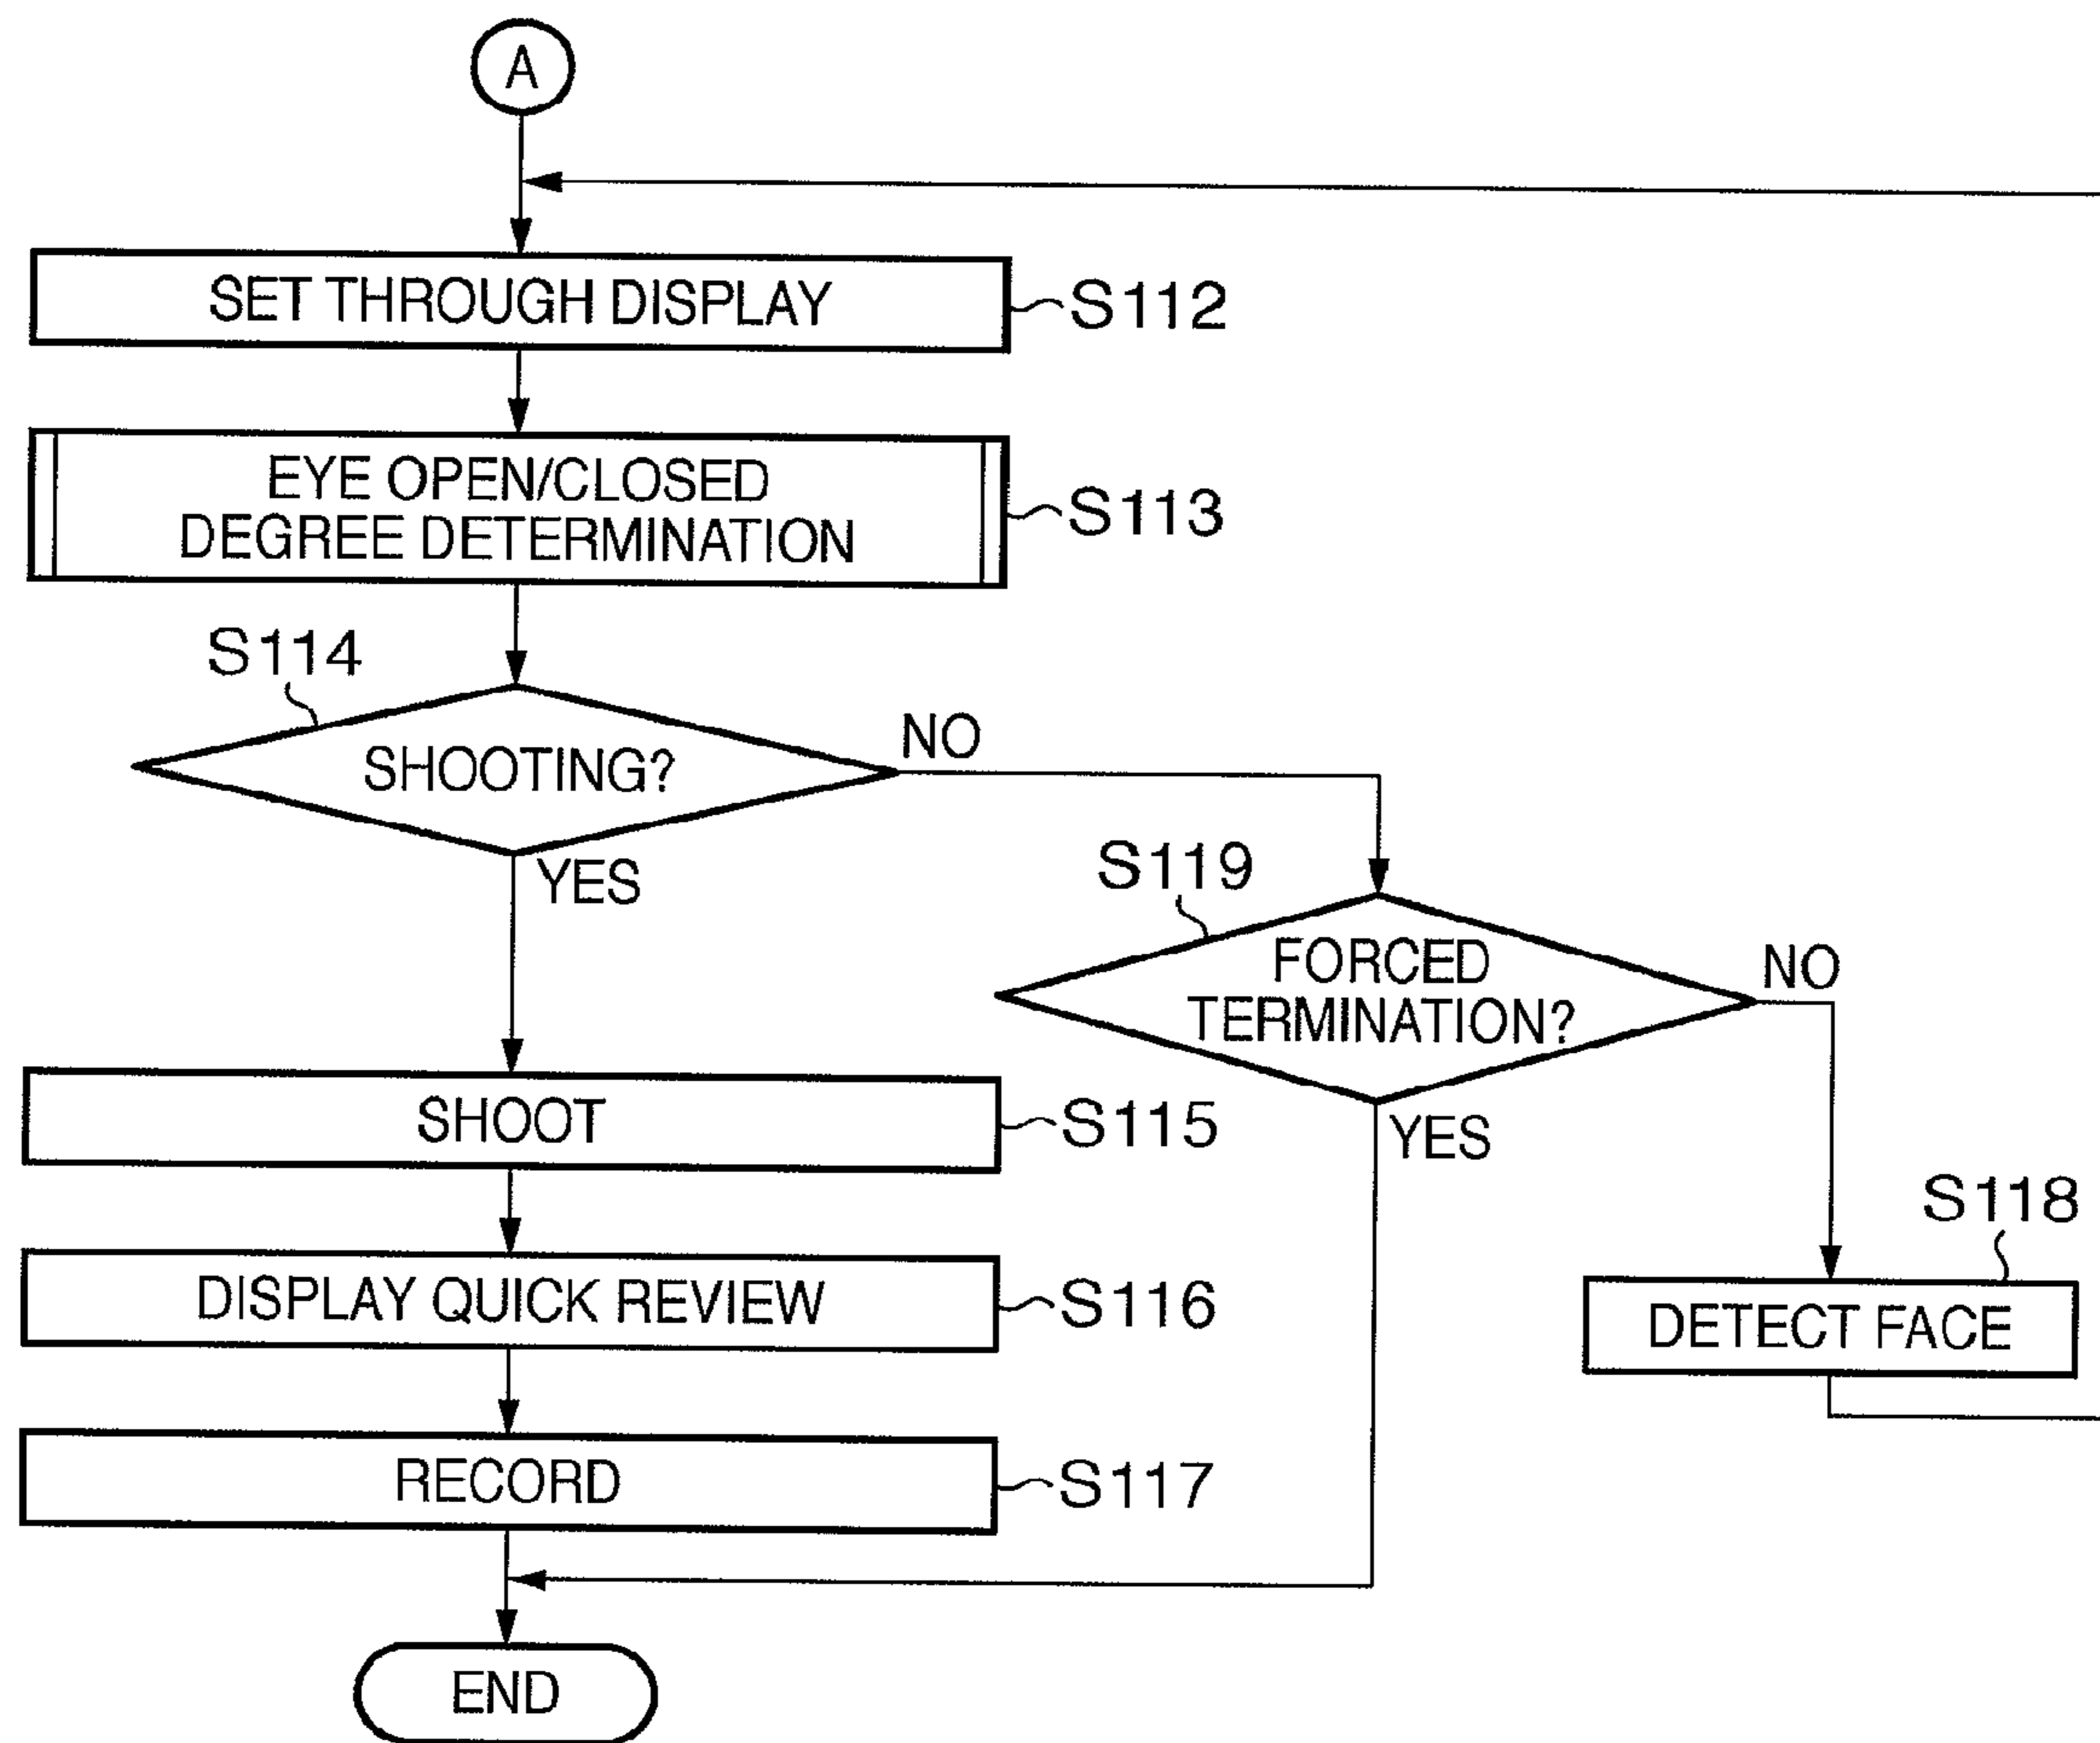 A
SET THROUGH DISPLAY
S112
EYE OPEN/CLOSED
DEGREE DETERMINATION
S113
S114
SHOOTING?
NO
YES
S119
FORCED
TERMINATION?
NO
YES
SHOOT
S115
S118
DETECT FACE
DISPLAY QUICK REVIEW
S116
RECORD
S117
END